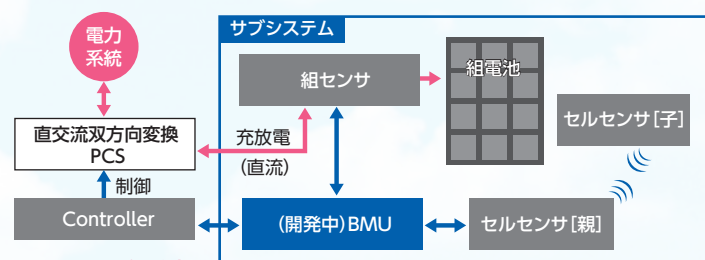 サブシステム
電力
系統
組センサ
組電池
セルセンサ[子]
直交流双方向変換
PCS
充放電
(直流)
制御
Controller
(開発中)BMU
セルセンサ[親]